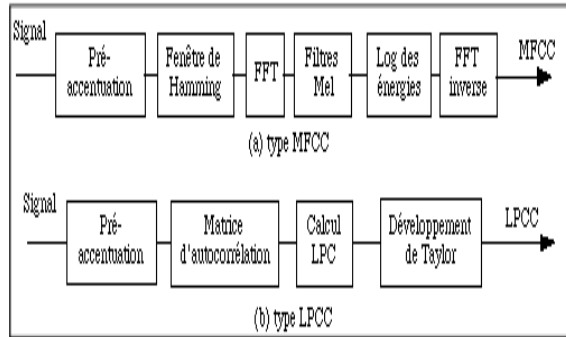 Signal
Pré-
accentuation
Fenêtre de
Hamming
FFT
Filtres
Mel
Log des
énergies
FFT
inverse
MFCC
(a) type MFCC
Signal
Pré-
accentuation
Matrice
d'autocorrélation
Calcul
LPC
Développement
de Taylor
LPCC
(b) type LPCC